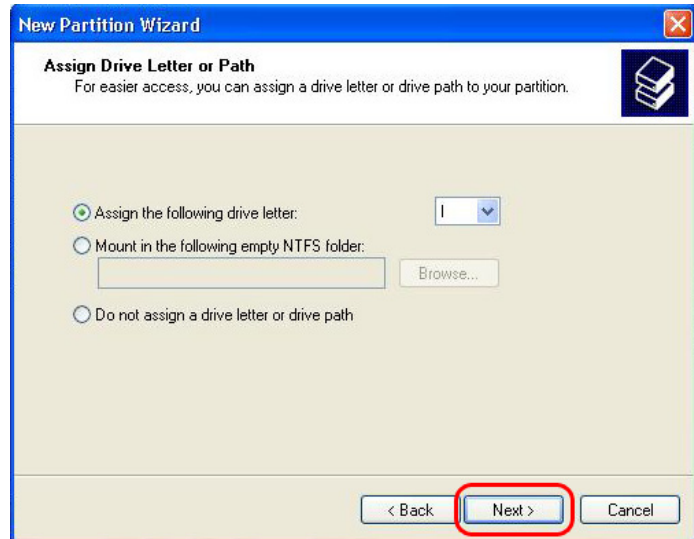 New Partition Wizard
Assign Drive Letter or Path
For easier access, you can assign a drive letter or drive path to your partition.
Assign the following drive letter: I
Mount in the following empty NTFS folder:
Browse...
Do not assign a drive letter or drive path
< Back Next > Cancel